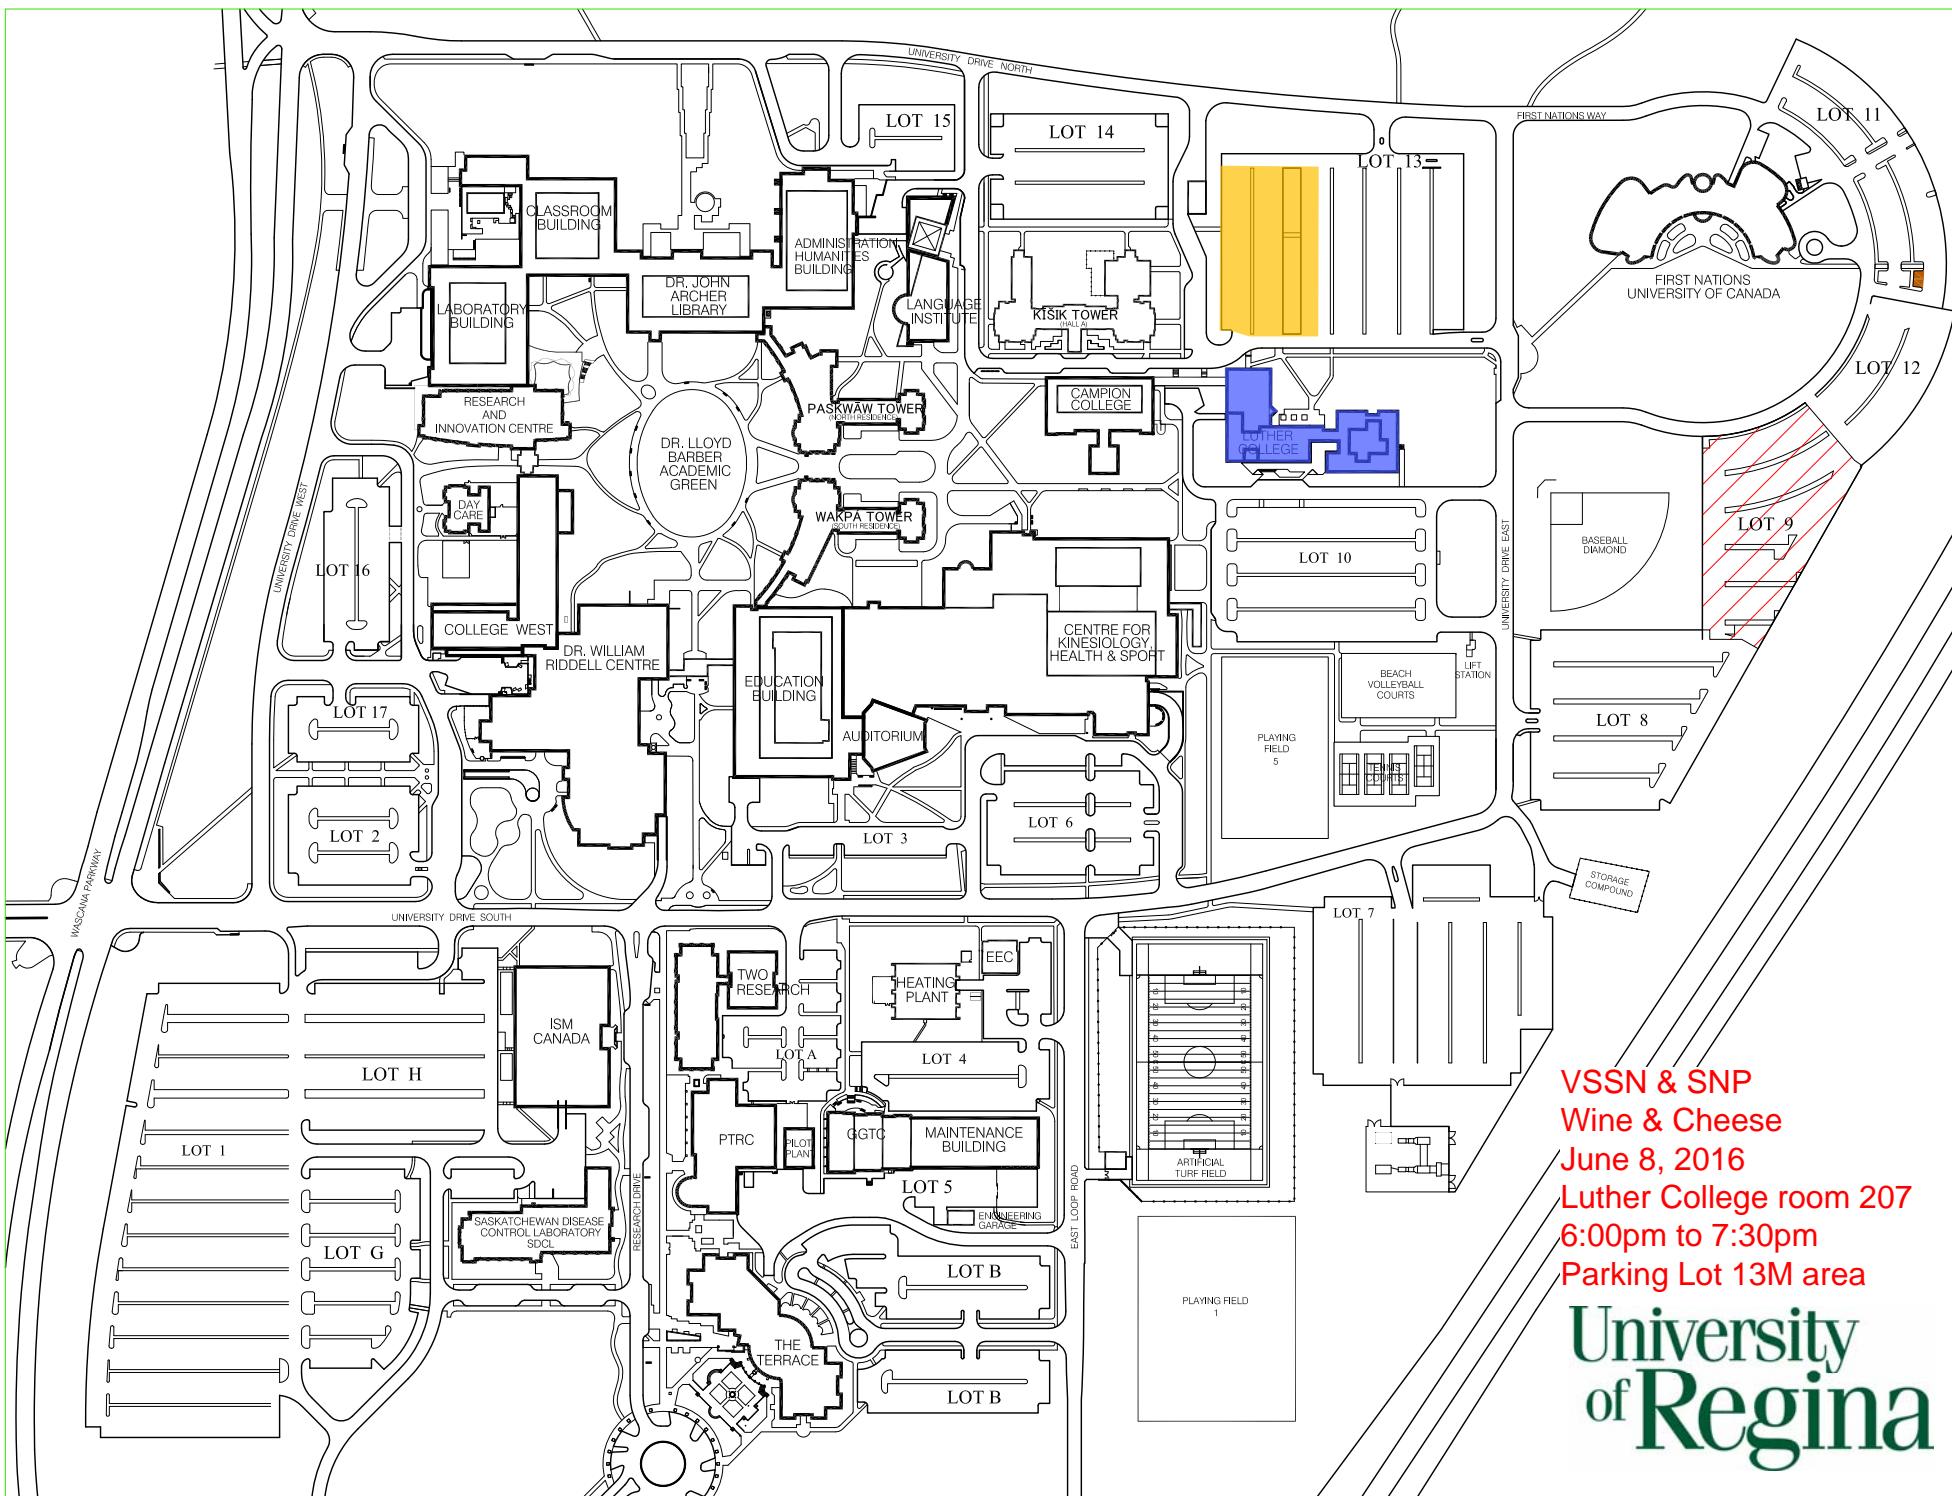 UNIVERSITY DRIVE NORTH
FIRST NATIONS WAY
LOT 11
LOT 15
LOT 14
LOT 13
CLASSROOM
BUILDING
ADMINISTRATION
HUMANITIES
BUILDING
DR. JOHN
ARCHER
LIBRARY
LABORATORY
BUILDING
LANGUAGE
INSTITUTE
KĪŠIK TOWER
(HALL A)
FIRST NATIONS
UNIVERSITY OF CANADA
LOT 12
RESEARCH
AND
INNOVATION CENTRE
PASKWĀW TOWER
(NORTH RESIDENCE)
CAMPION
COLLEGE
LUTHER
COLLEGE
DR. LLOYD
BARBER
ACADEMIC
GREEN
DAY
CARE
WAKPÁ TOWER
(SOUTH RESIDENCE)
UNIVERSITY DRIVE WEST
LOT 16
LOT 10
UNIVERSITY DRIVE EAST
BASEBALL
DIAMOND
LOT 9
COLLEGE WEST
DR. WILLIAM
RIDDELL CENTRE
CENTRE FOR
KINESIOLOGY,
HEALTH & SPORT
EDUCATION
BUILDING
AUDITORIUM
BEACH
VOLLEYBALL
COURTS
LIFT
STATION
LOT 17
LOT 8
PLAYING
FIELD
5
TENNIS
COURTS
LOT 2
LOT 3
LOT 6
WASCANA PARKWAY
STORAGE
COMPOUND
UNIVERSITY DRIVE SOUTH
LOT 7
TWO
RESEARCH
HEATING
PLANT
EEC
ISM
CANADA
LOT A
LOT 4
LOT H
LOT 1
PTRC
PILOT
PLANT
GGTC
MAINTENANCE
BUILDING
ARTIFICIAL
TURF FIELD
LOT 5
ENGINEERING
GARAGE
EAST LOOP ROAD
RESEARCH DRIVE
SASKATCHEWAN DISEASE
CONTROL LABORATORY
SDCL
LOT G
LOT B
PLAYING FIELD
1
THE
TERRACE
LOT B
VSSN & SNP
Wine & Cheese
June 8, 2016
Luther College room 207
6:00pm to 7:30pm
Parking Lot 13M area
University
of Regina